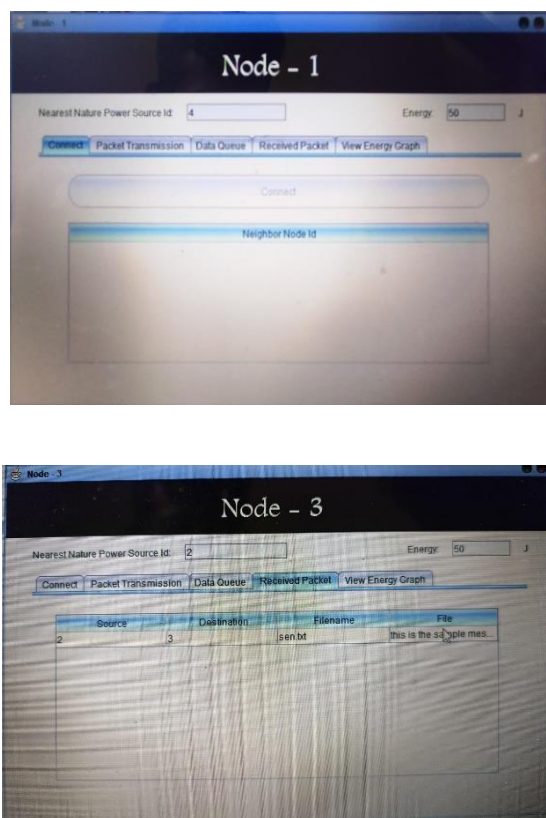 Node - 1
Node - 1
Nearest Nature Power Source Id: 4 Energy: 50 J
Connect Packet Transmission Data Queue Received Packet View Energy Graph
Connect
Neighbor Node Id
Node - 3
Node - 3
Nearest Nature Power Source Id: 2 Energy: 50 J
Connect Packet Transmission Data Queue Received Packet View Energy Graph
Source Destination Filename File
2 3 sen.txt this is the sample mes...